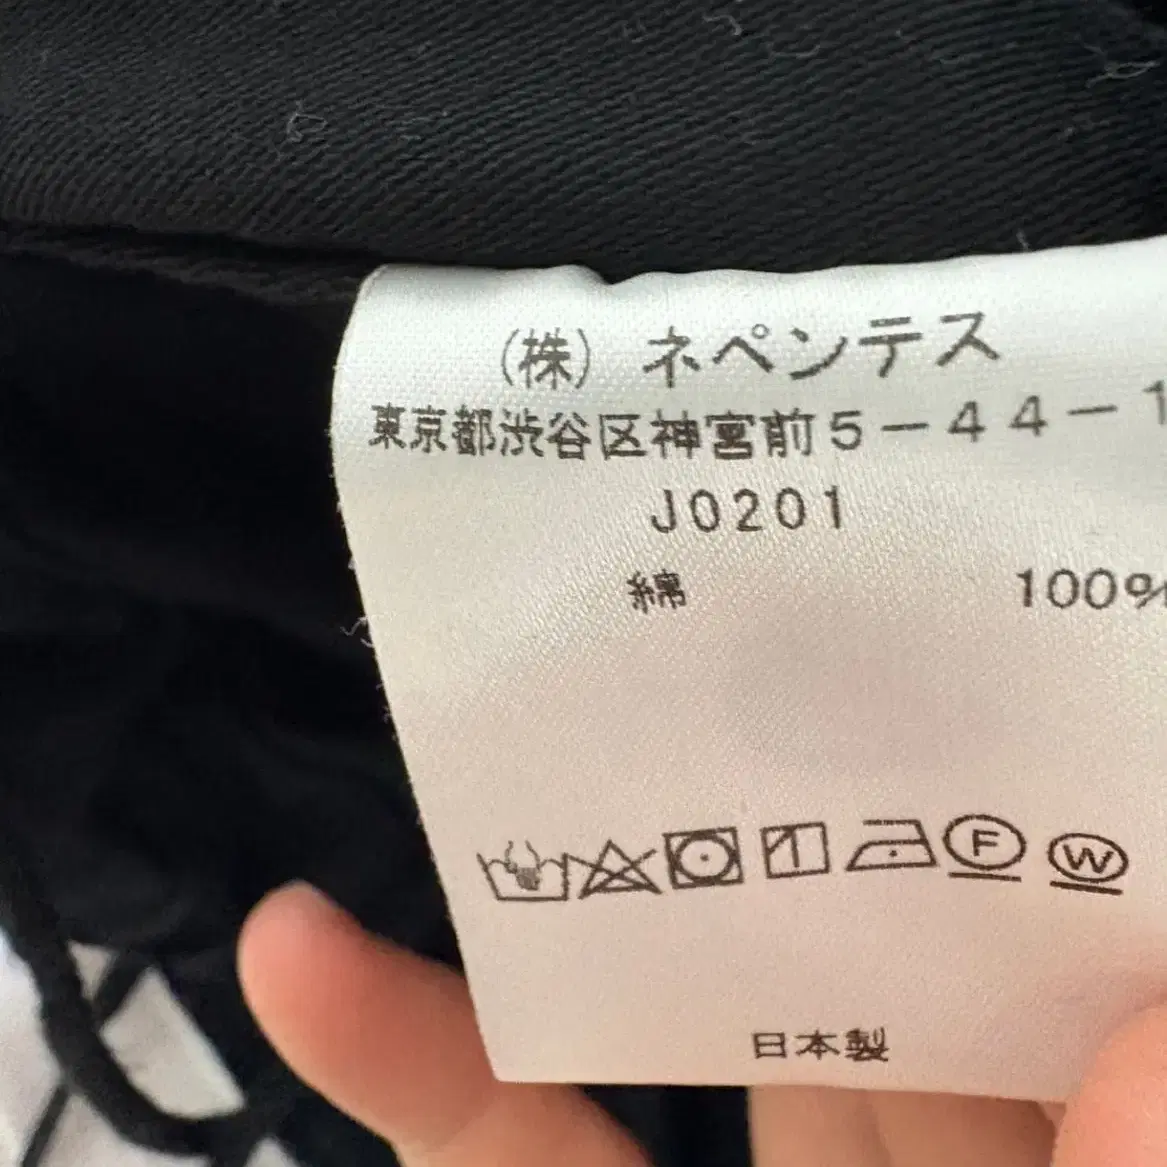 (株) ネペンテス
東京都渋谷区神宮前5-44-1
J0201
綿 100%
F W
日本製